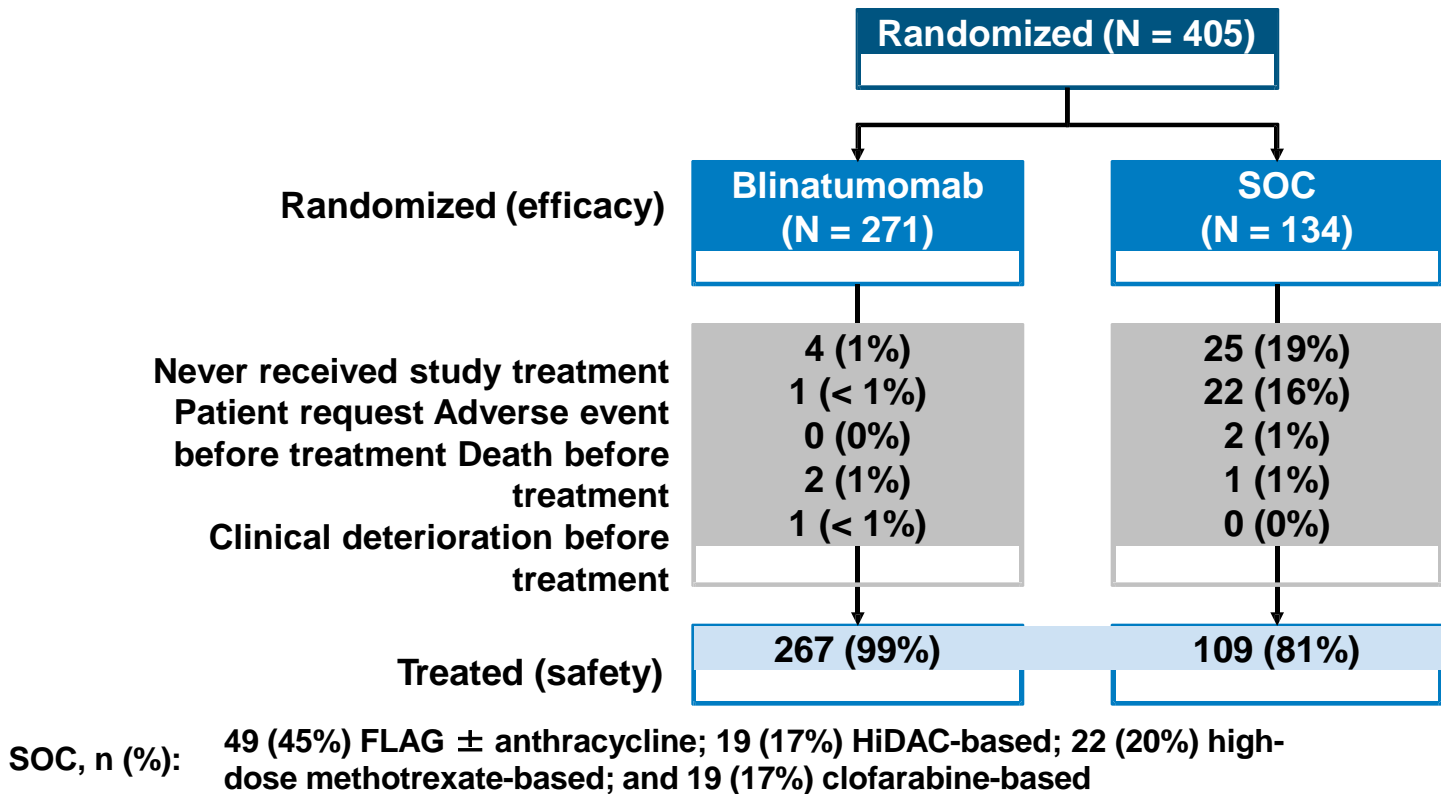 Randomized (N = 405)
Randomized (efficacy)
Blinatumomab
(N = 271)
SOC
(N = 134)
Never received study treatment
Patient request Adverse event
before treatment Death before
treatment
Clinical deterioration before
treatment
4 (1%)
1 (< 1%)
0 (0%)
2 (1%)
1 (< 1%)
25 (19%)
22 (16%)
2 (1%)
1 (1%)
0 (0%)
Treated (safety)
267 (99%)
109 (81%)
SOC, n (%):
49 (45%) FLAG ± anthracycline; 19 (17%) HiDAC-based; 22 (20%) high-
dose methotrexate-based; and 19 (17%) clofarabine-based